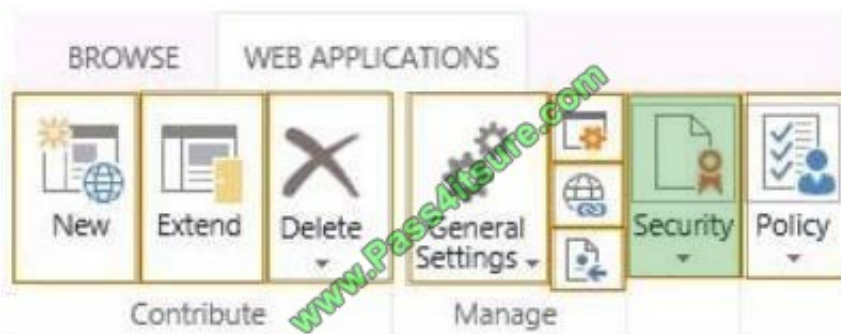 BROWSE WEB APPLICATIONS
New Extend Delete General Settings Security Policy
Contribute Manage
www.Pass4itsure.com